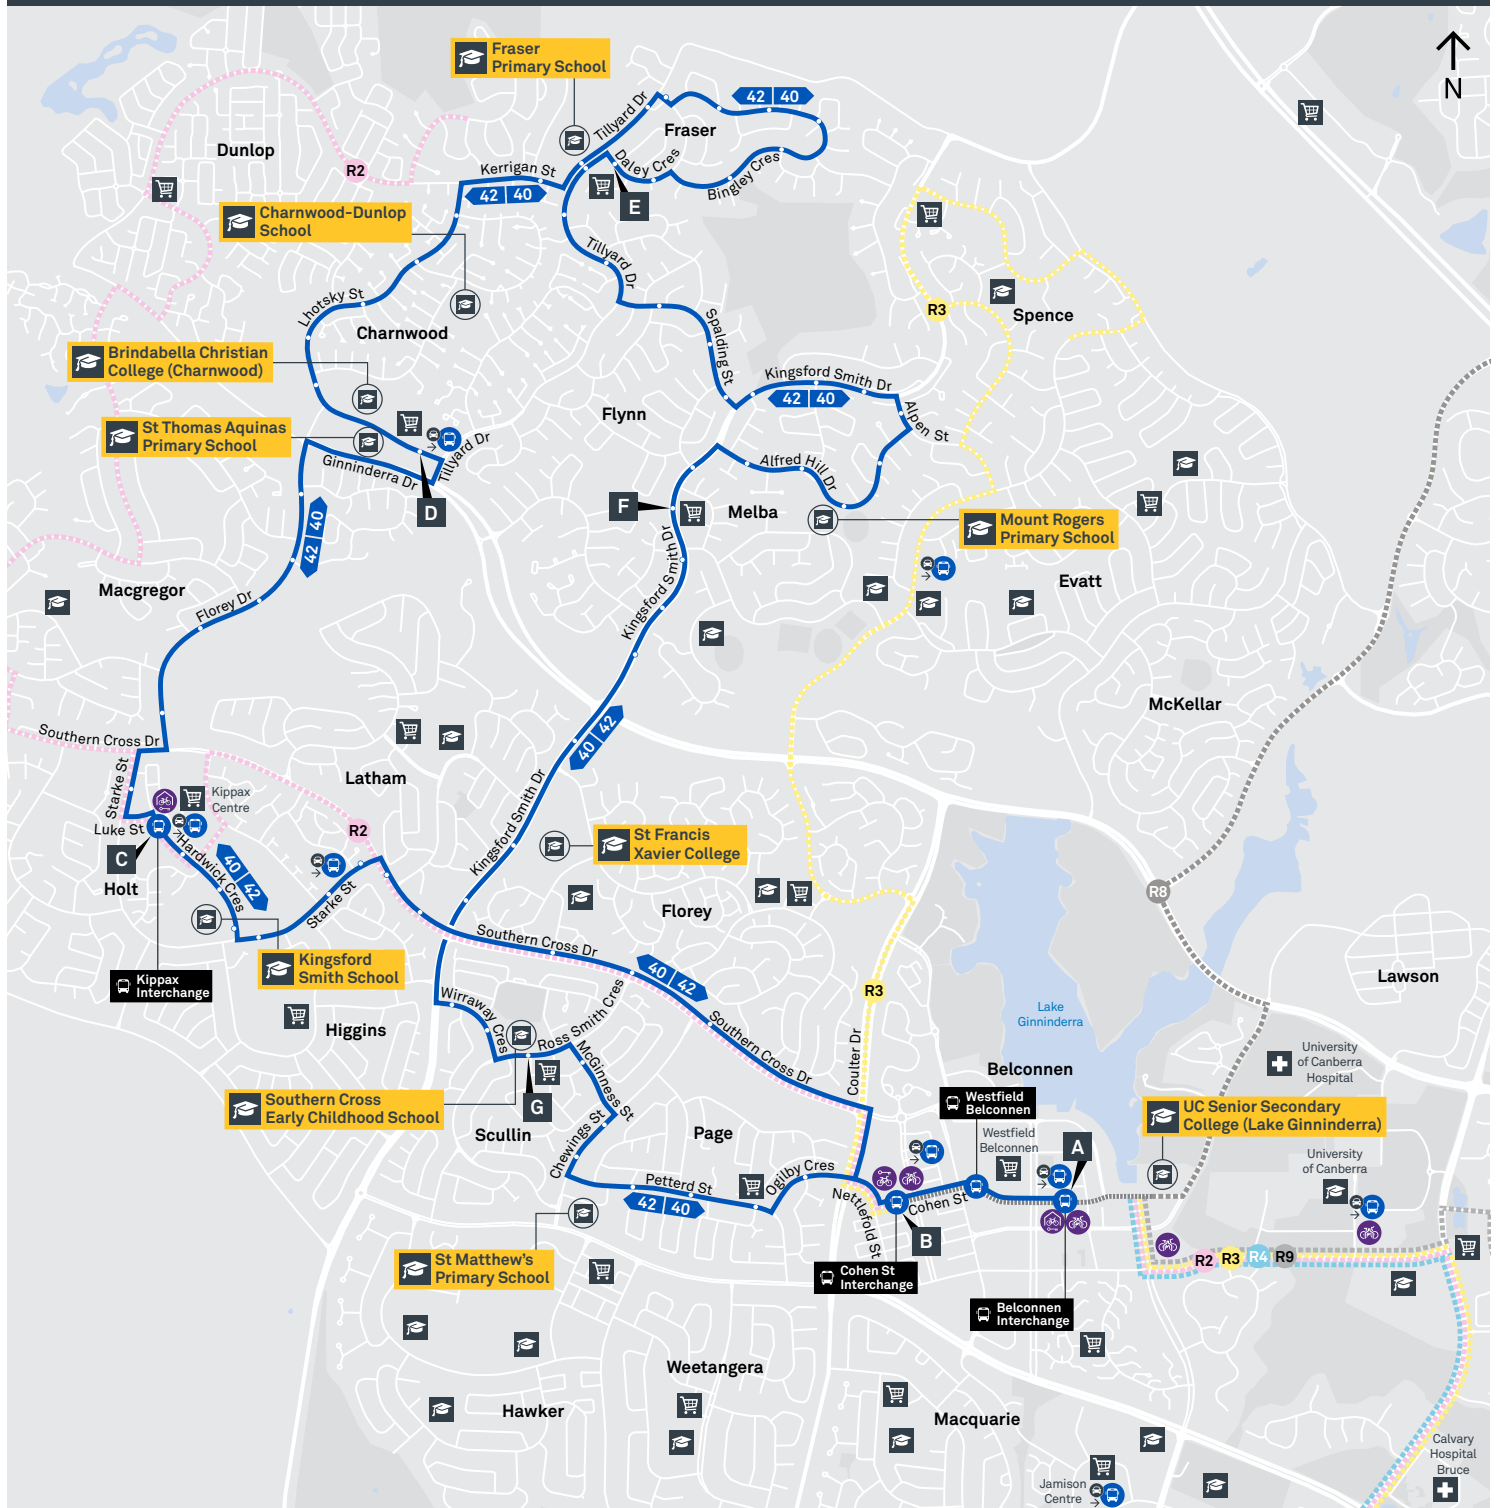 Fraser
Primary School
N
42 40
Tillyard Dr
Fraser
Dunlop
R2
Kerrigan St
42 40
Daley Cres
Bingley Cres
E
Charnwood-Dunlop
School
Tillyard Dr
Lhotsky St
Charnwood
R3
Spence
Spalding St
Brindabella Christian
College (Charnwood)
Kingsford Smith Dr
42 40
Flynn
Alpen St
St Thomas Aquinas
Primary School
Tillyard Dr
Ginninderra Dr
Alfred Hill Dr
D
F
Melba
42 40
Mount Rogers
Primary School
Kingsford Smith Dr
Evatt
Macgregor
Florey Dr
McKellar
40 42
Southern Cross Dr
Starke St
Latham
Kippax
Centre
Kingsford Smith Dr
Luke St
R2
St Francis
Xavier College
C
Holt
Hardwick Cres
40 42
Starke St
R8
Florey
Southern Cross Dr
Kingsford
Smith School
Kippax
Interchange
40 42
R3
Lawson
Wirraway Cres
Ross Smith Cres
Higgins
Southern Cross Dr
Lake
Ginninderra
McGinness St
Coulter Dr
University
of Canberra
Hospital
Belconnen
Southern Cross
Early Childhood School
G
Westfield
Belconnen
UC Senior Secondary
College (Lake Ginninderra)
Scullin
Page
Westfield
Belconnen
A
Chewings St
Ogilby Cres
University
of Canberra
Petterd St
42 40
Nettlefold St
Cohen St
B
St Matthew's
Primary School
Cohen St
Interchange
R2
R3
R4
R9
Belconnen
Interchange
Weetangera
Hawker
Macquarie
Calvary
Hospital
Bruce
Jamison
Centre